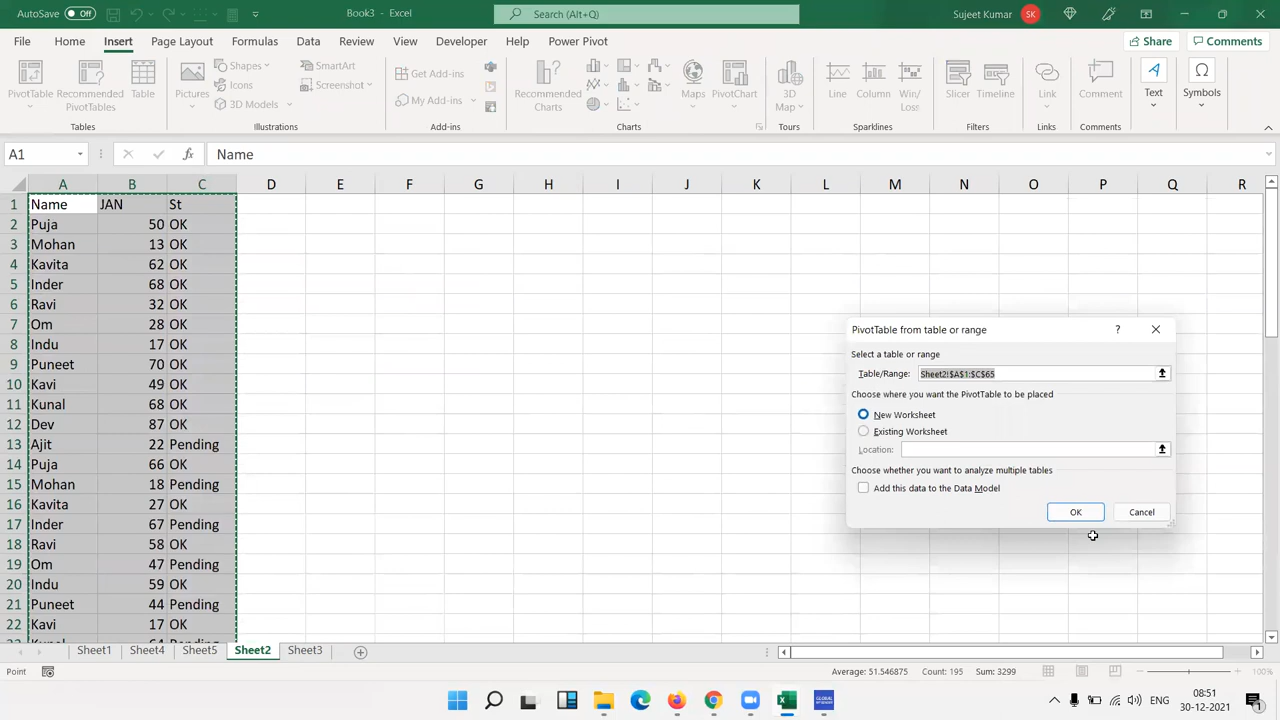 AutoSave Off Book3 - Excel Search (Alt+Q) Sujeet Kumar SK
File Home Insert Page Layout Formulas Data Review View Developer Help Power Pivot Share Comments
PivotTable Recommended PivotTables Table Pictures Shapes Icons 3D Models SmartArt Screenshot Get Add-ins My Add-ins Recommended Charts Maps PivotChart 3D Map Line Column Win/Loss Slicer Timeline Link Comment Text Symbols
Tables Illustrations Add-ins Charts Tours Sparklines Filters Links Comments
A1 fx Name
A B C D E F G H I J K L M N O P Q R
1 Name JAN St
2 Puja 50 OK
3 Mohan 13 OK
4 Kavita 62 OK
5 Inder 68 OK
6 Ravi 32 OK
7 Om 28 OK
8 Indu 17 OK
9 Puneet 70 OK
10 Kavi 49 OK
11 Kunal 68 OK
12 Dev 87 OK
13 Ajit 22 Pending
14 Puja 66 OK
15 Mohan 18 Pending
16 Kavita 27 OK
17 Inder 67 Pending
18 Ravi 58 OK
19 Om 47 Pending
20 Indu 59 OK
21 Puneet 44 Pending
22 Kavi 17 OK
23 Kunal 64 Pending
PivotTable from table or range ?
Select a table or range
Table/Range: Sheet2!$A$1:$C$65
Choose where you want the PivotTable to be placed
New Worksheet
Existing Worksheet
Location:
Choose whether you want to analyze multiple tables
Add this data to the Data Model
OK Cancel
Sheet1 Sheet4 Sheet5 Sheet2 Sheet3
Point Average: 51.546875 Count: 195 Sum: 3299 100%
GLOBAL ENG 08:51
30-12-2021 1